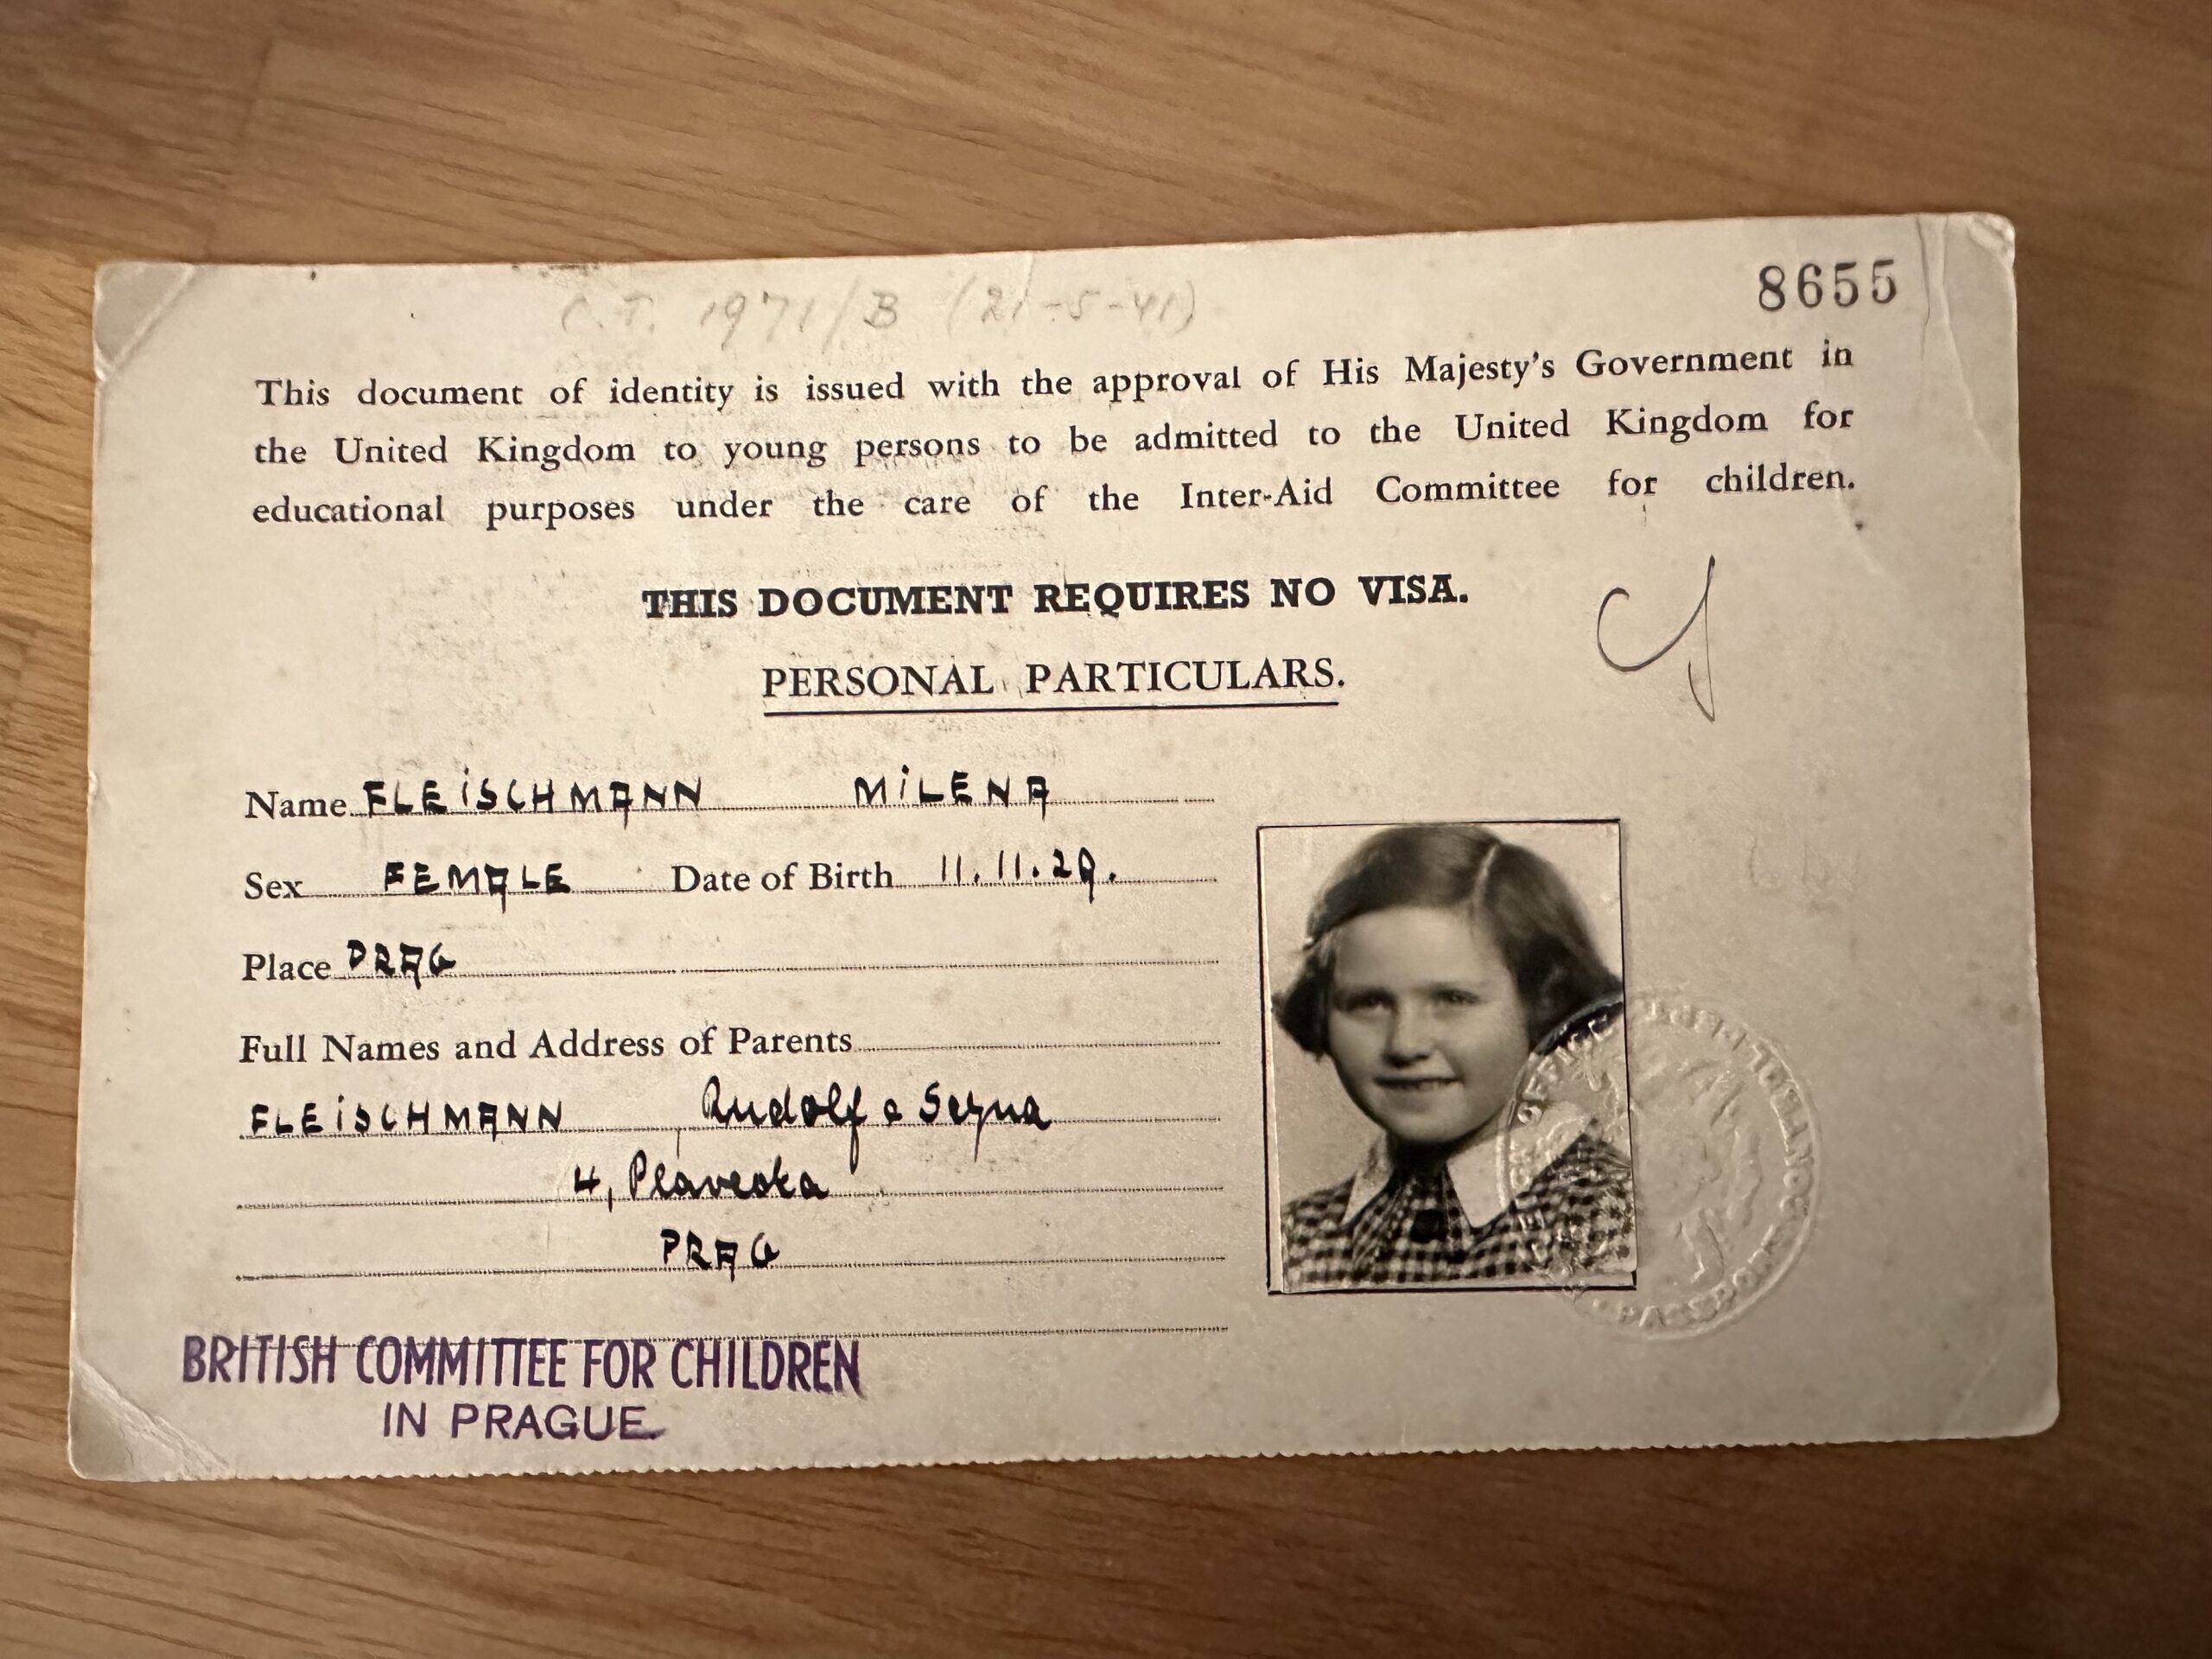 8655
C.T. 1971/B (21-5-41)
This document of identity is issued with the approval of His Majesty's Government in
the United Kingdom to young persons to be admitted to the United Kingdom for
educational purposes under the care of the Inter-Aid Committee for children.
THIS DOCUMENT REQUIRES NO VISA.
PERSONAL PARTICULARS.
Name FLEISCHMANN MILENA
Sex FEMALE Date of Birth 11.11.29.
Place PRAG
Full Names and Address of Parents
FLEISCHMANN, Rudolf
4,
PRAG
BRITISH COMMITTEE FOR CHILDREN
IN PRAGUE.
PASSPORT CONTROL OFFICE